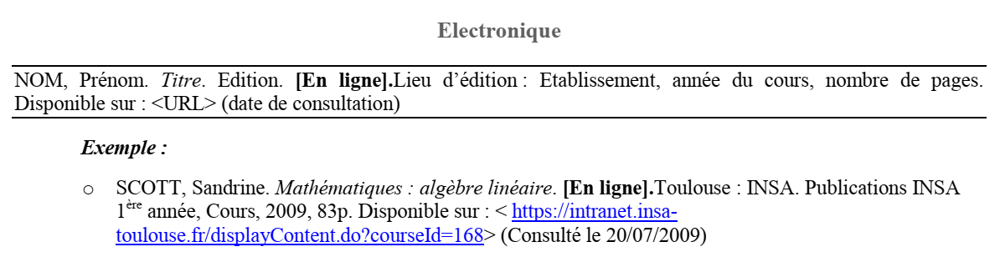 Electronique
NOM, Prénom. Titre. Edition. [En ligne].Lieu d’édition : Etablissement, année du cours, nombre de pages.
Disponible sur : <URL> (date de consultation)
Exemple :
o SCOTT, Sandrine. Mathématiques : algèbre linéaire. [En ligne].Toulouse : INSA. Publications INSA
1ère année, Cours, 2009, 83p. Disponible sur : < https://intranet.insa-
toulouse.fr/displayContent.do?courseId=168> (Consulté le 20/07/2009)